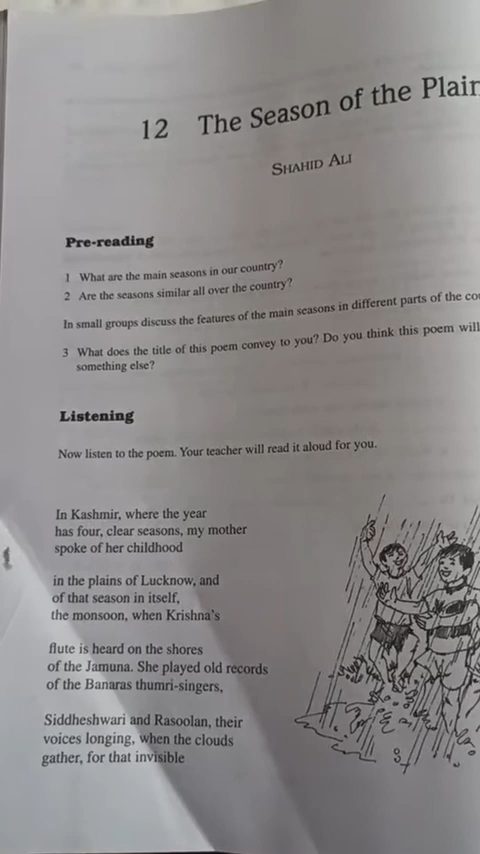 12 The Season of the Plain
SHAHID ALI
Pre-reading
1 What are the main seasons in our country?
2 Are the seasons similar all over the country?
In small groups discuss the features of the main seasons in different parts of the
3 What does the title of this poem convey to you? Do you think this poem will
something else?
Listening
Now listen to the poem. Your teacher will read it aloud for you.
In Kashmir, where the year
has four, clear seasons, my mother
spoke of her childhood
in the plains of Lucknow, and
of that season in itself,
the monsoon, when Krishna's
flute is heard on the shores
of the Jamuna. She played old records
of the Banaras thumri-singers,
Siddheshwari and Rasoolan, their
voices longing, when the clouds
gather, for that invisible